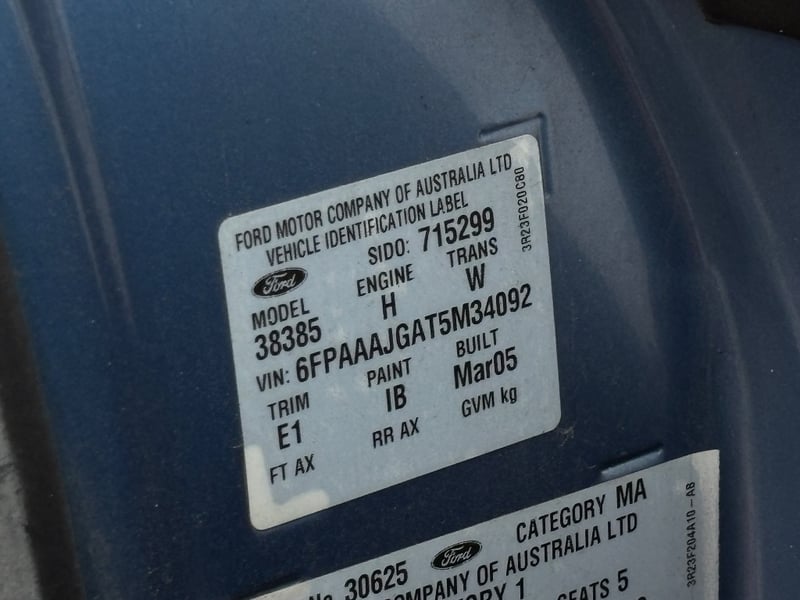 FORD MOTOR COMPANY OF AUSTRALIA LTD
VEHICLE IDENTIFICATION LABEL
Ford SIDO: 715299
MODEL ENGINE TRANS
38385 H W
VIN: 6FPAAAJGAT5M34092
TRIM PAINT BUILT
E1 IB Mar05
FT AX RR AX GVM kg
3R23F020C80
No 30625 Ford CATEGORY MA
COMPANY OF AUSTRALIA LTD
1 SEATS 5
3R23F204A10-AB